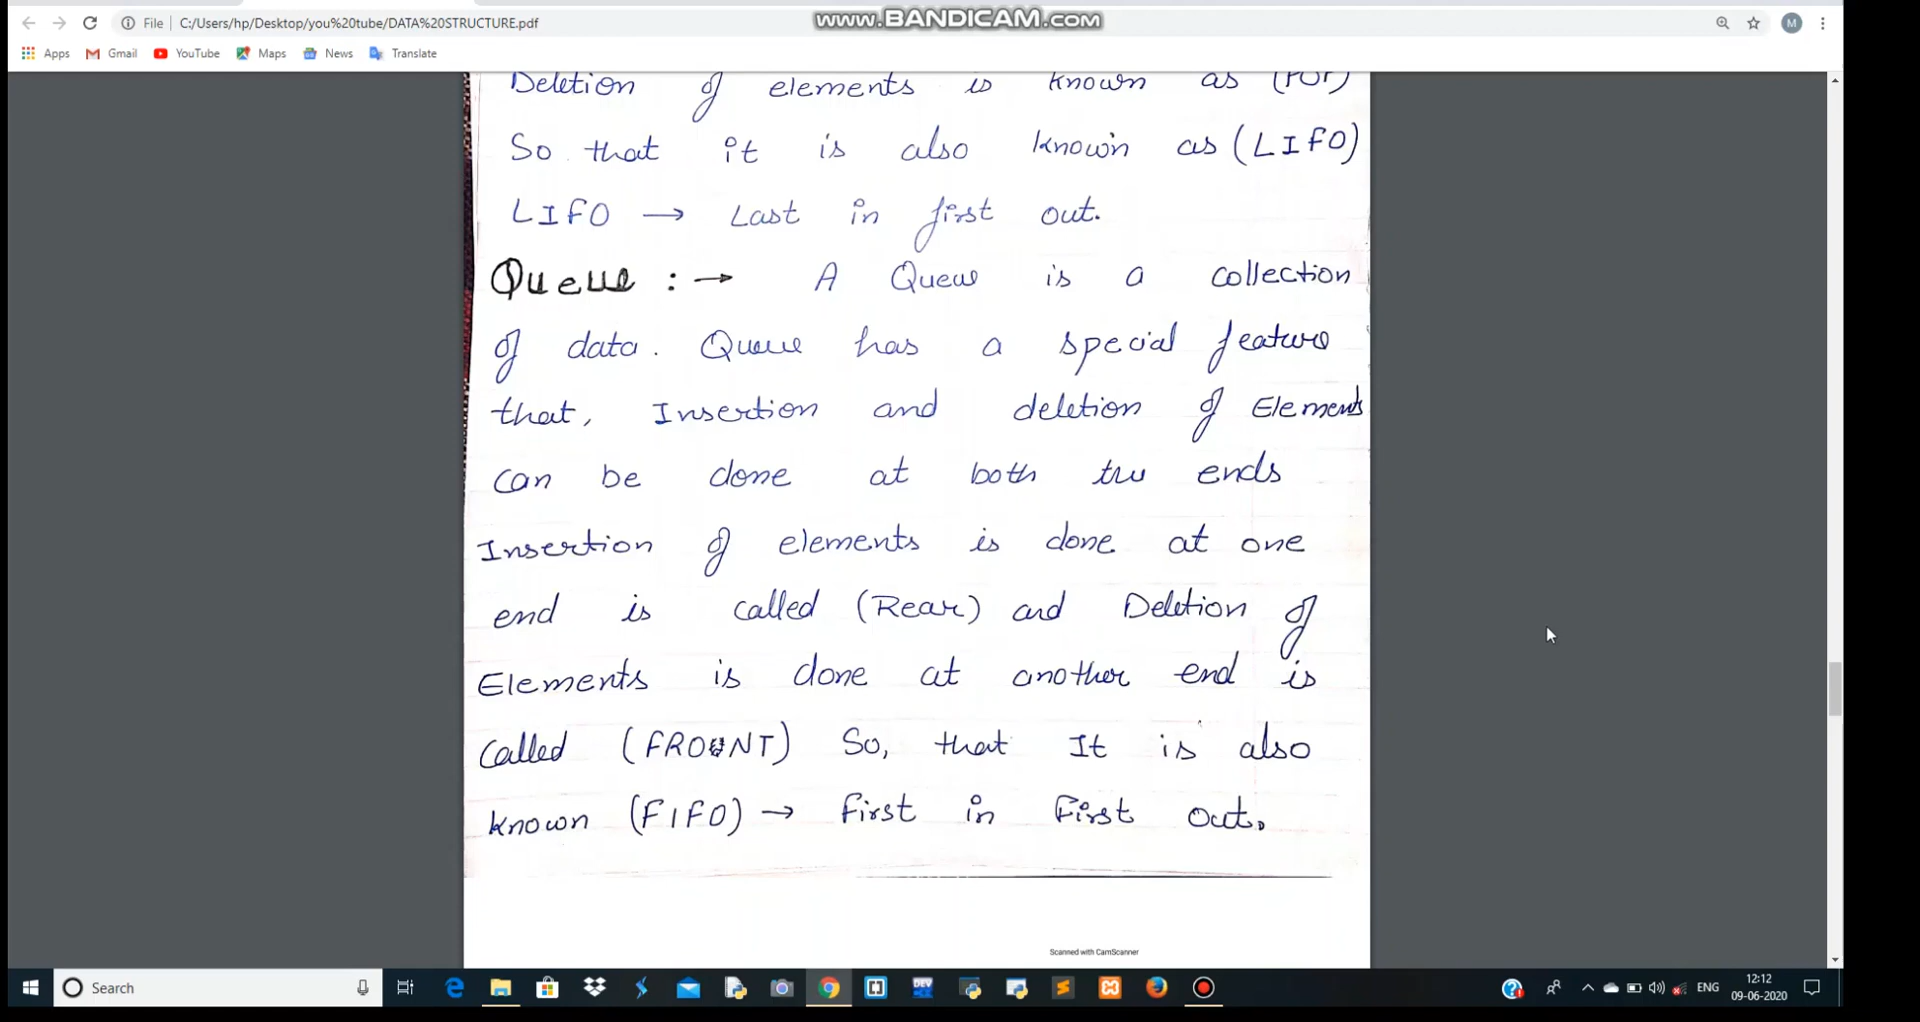 File C:/Users/hp/Desktop/you%20tube/DATA%20STRUCTURE.pdf
www.BANDICAM.com
M
Apps Gmail YouTube Maps News Translate
Deletion of elements is known as (POP)
So that it is also known as (LIFO)
LIFO → Last in first out.
Queue :→ A Queue is a collection
of data. Queue has a special feature
that, Insertion and deletion of Elements
can be done at both the ends
Insertion of elements is done at one
end is called (Rear) and Deletion of
Elements is done at another end is
called (FRONT) So, that It is also
known (FIFO) → First in First out.
Scanned with CamScanner
Search
DEV
ENG
12:12
09-06-2020